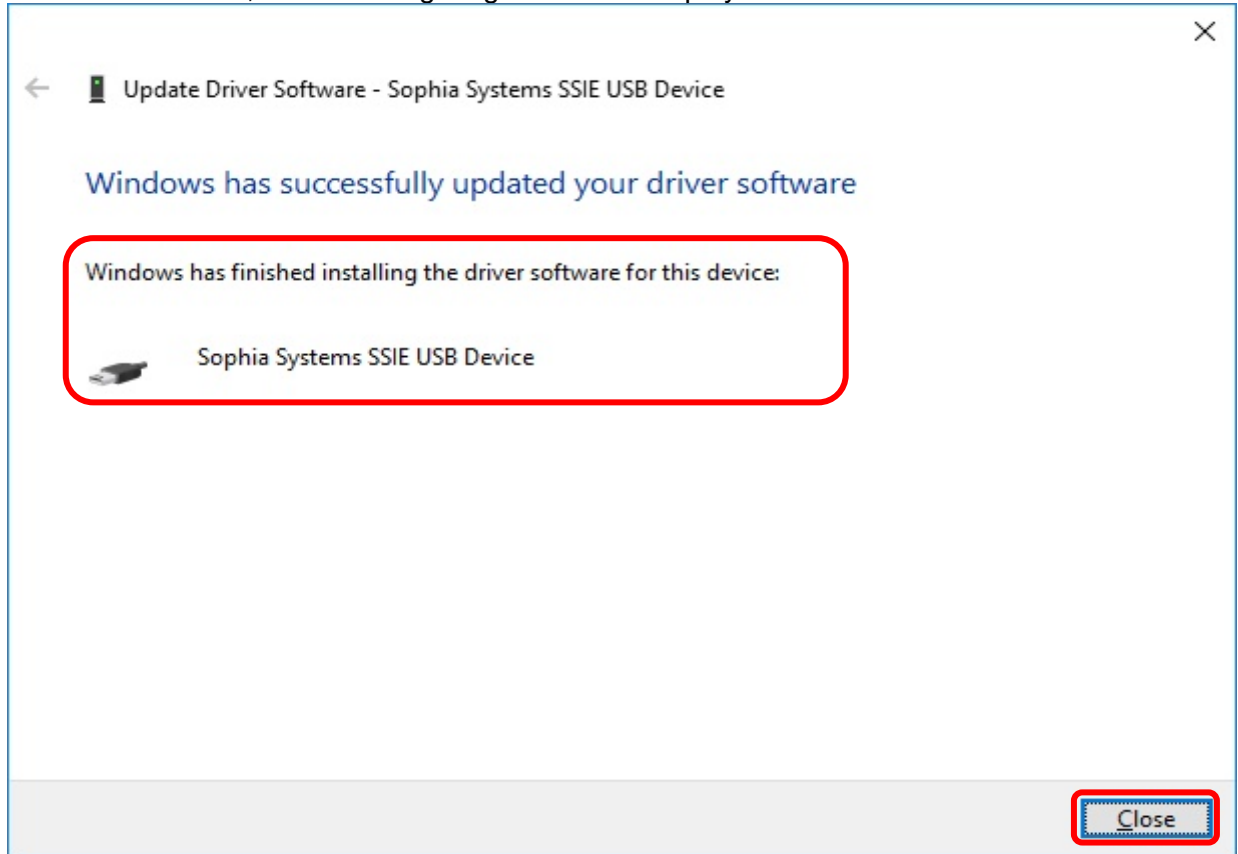 Update Driver Software - Sophia Systems SSIE USB Device
Windows has successfully updated your driver software
Windows has finished installing the driver software for this device:
Sophia Systems SSIE USB Device
Close